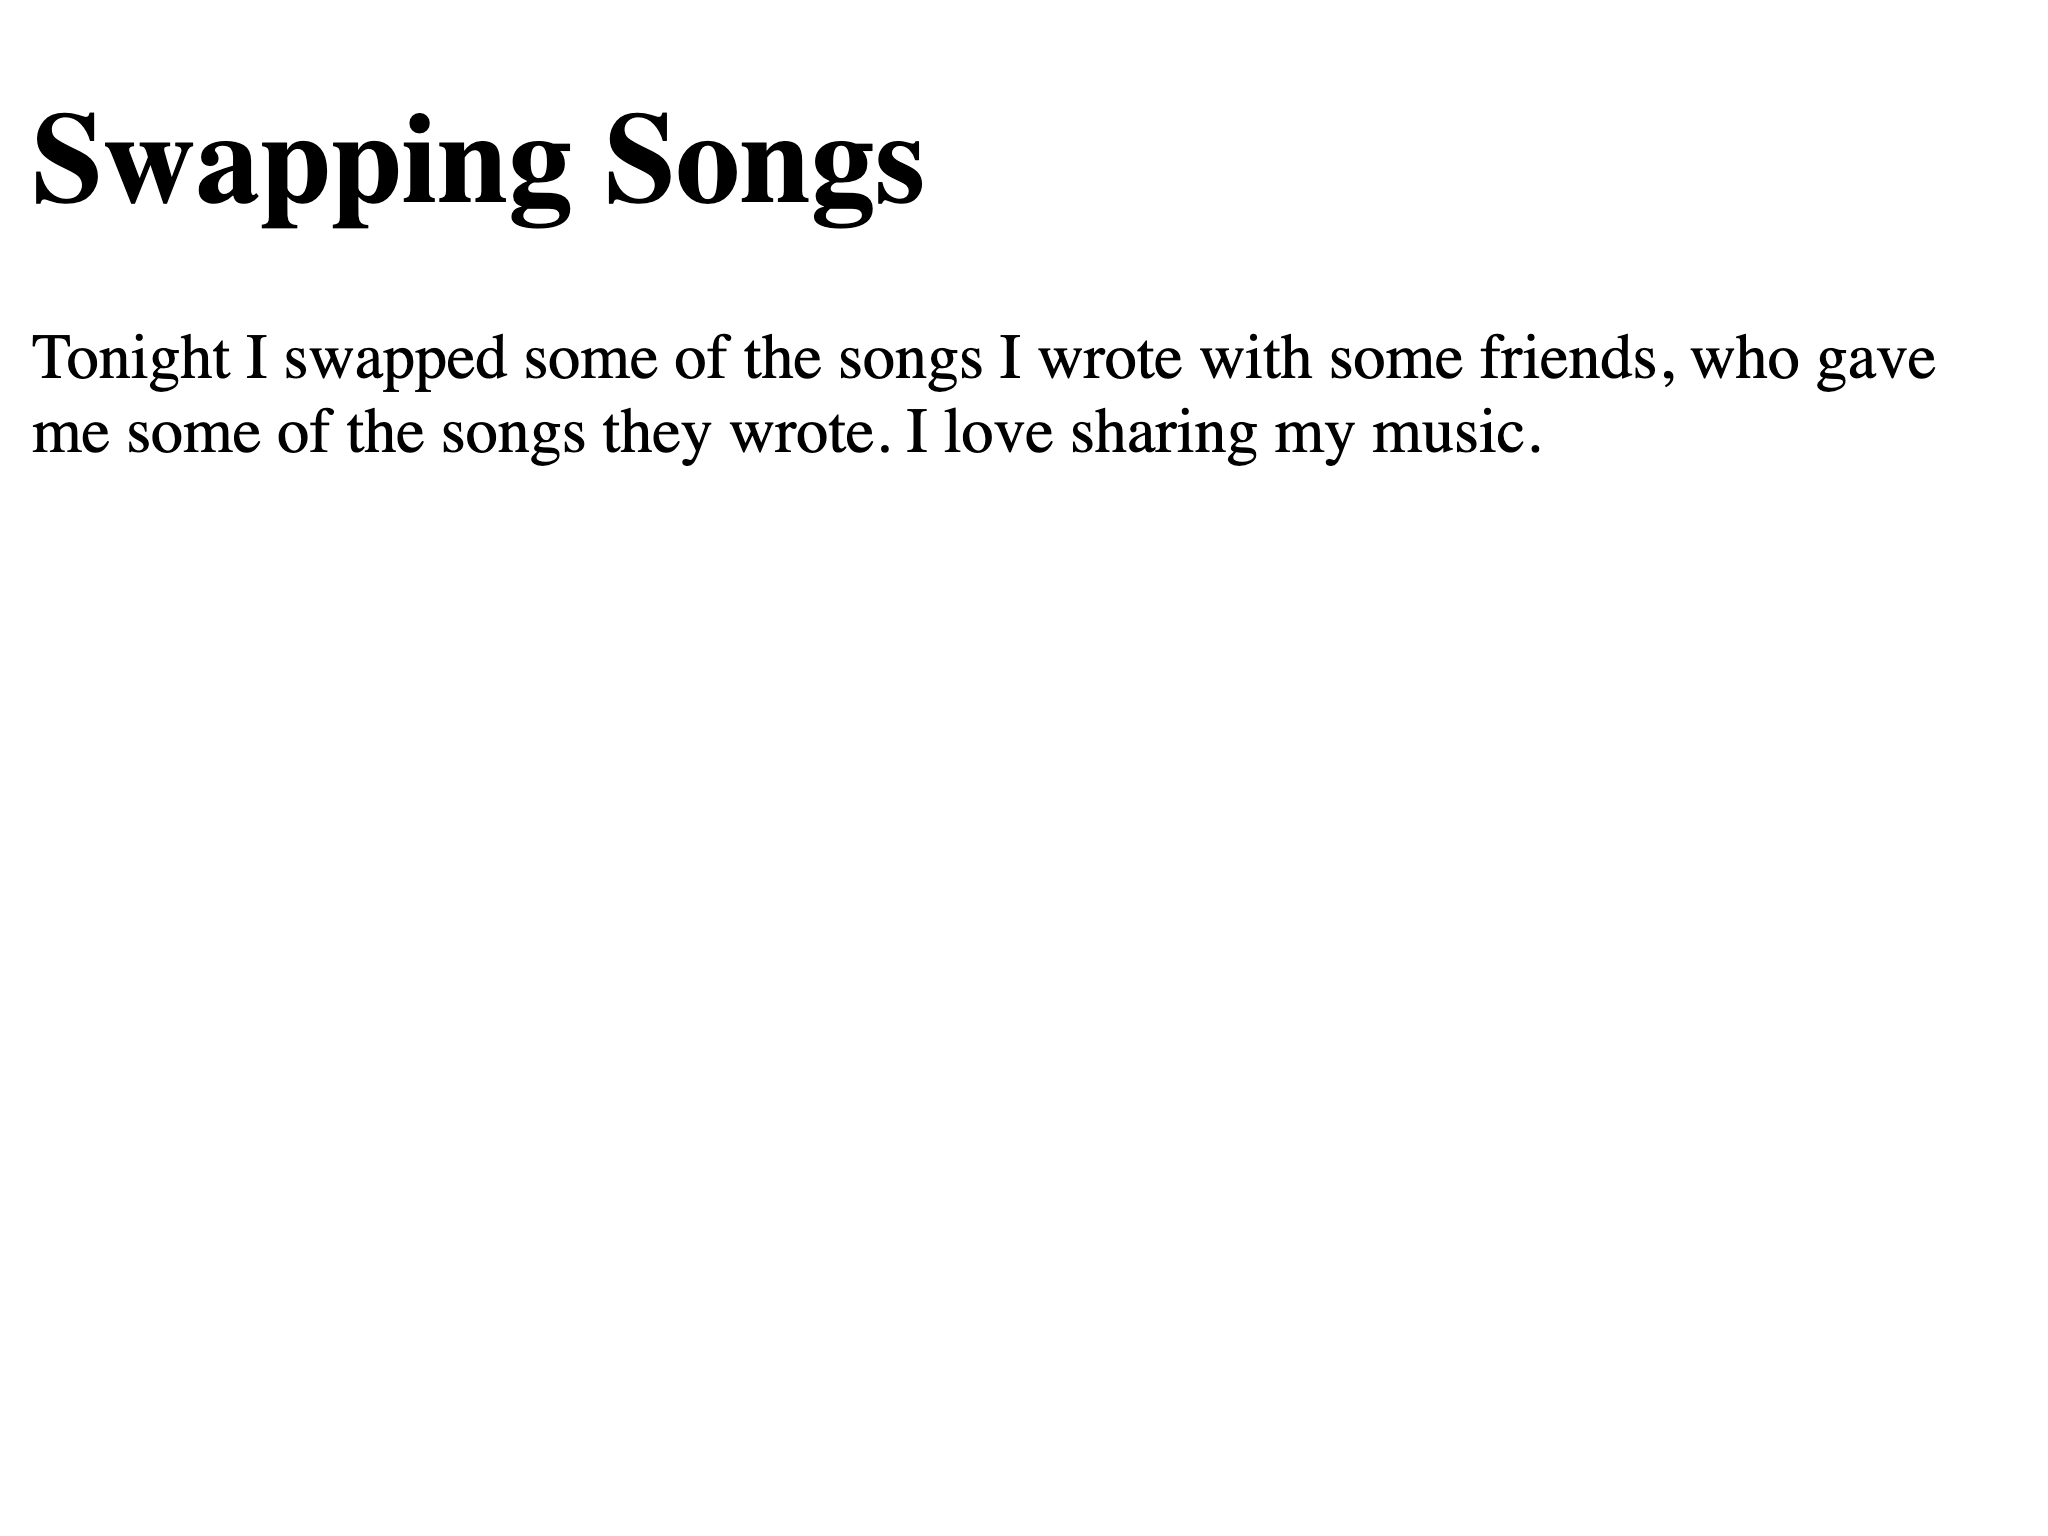 Swapping Songs
Tonight I swapped some of the songs I wrote with some friends, who gave
me some of the songs they wrote. I love sharing my music.